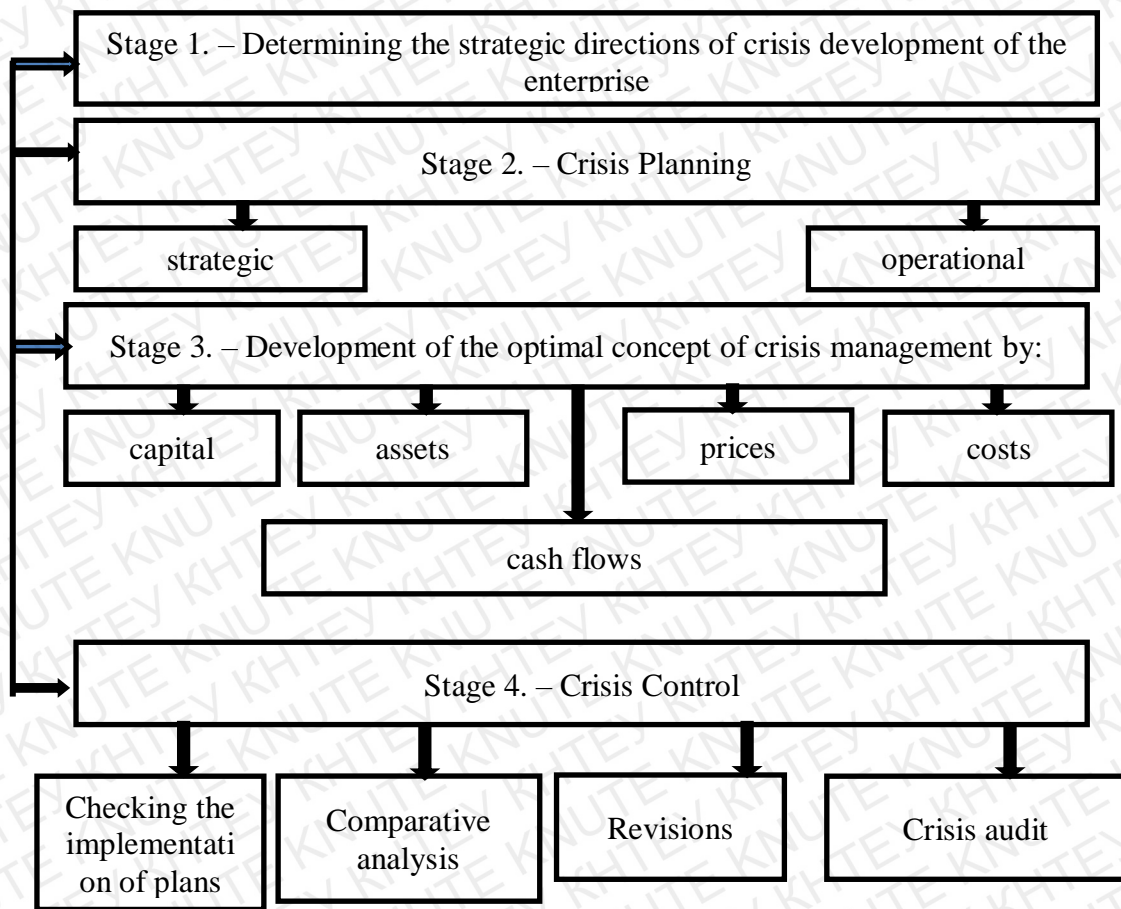 Stage 1. – Determining the strategic directions of crisis development of the
enterprise
Stage 2. – Crisis Planning
strategic
operational
Stage 3. – Development of the optimal concept of crisis management by:
capital
assets
prices
costs
cash flows
Stage 4. – Crisis Control
Checking the
implementati
on of plans
Comparative
analysis
Revisions
Crisis audit
KNUTE КНТЕУ